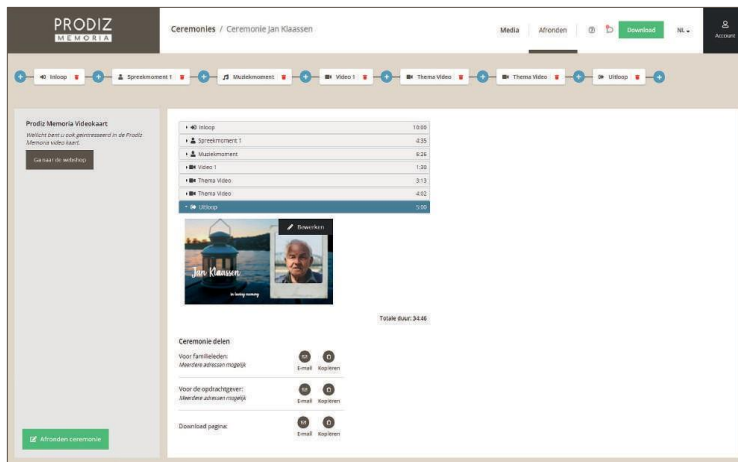 PRODIZ
MEMORIA
Ceremonies / Ceremonie Jan Klaassen
Media
Afronden
Download
NL
Account
Inloop
Spreekmoment 1
Muziekmoment
Video 1
Thema Video
Thema Video
Uitloop
Prodiz Memoria Videokaart
Wellicht bent u ook geïnteresseerd in de Prodiz
Memoria video kaart.
Ga naar de webshop
Inloop 10:00
Spreekmoment 1 4:35
Muziekmoment 6:26
Video 1 1:30
Thema Video 3:13
Thema Video 4:02
Uitloop 5:00
Bewerken
Jan Klaassen
in loving memory
Totale duur: 34:46
Ceremonie delen
Voor familieleden:
Meerdere adressen mogelijk
E-mail Kopiëren
Voor de opdrachtgever:
Meerdere adressen mogelijk
E-mail Kopiëren
Download pagina:
E-mail Kopiëren
Afronden ceremonie